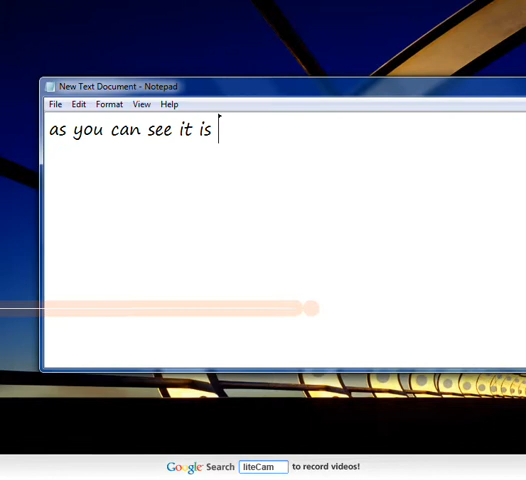 New Text Document - Notepad
File Edit Format View Help
as you can see it is
Google Search liteCam to record videos!